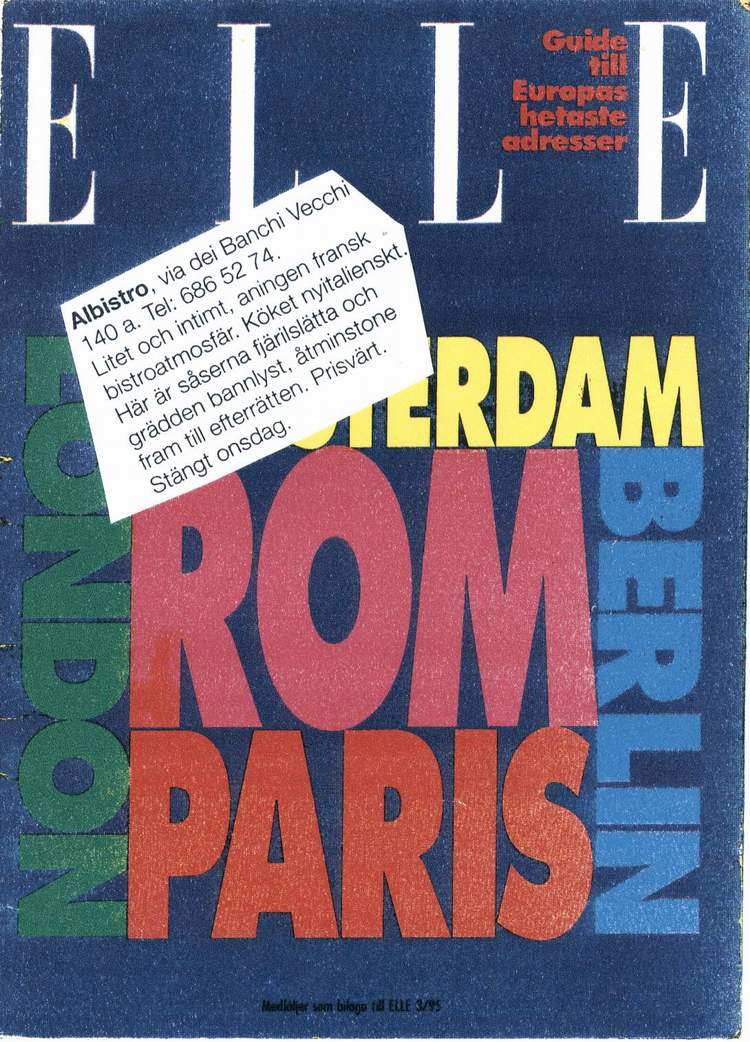 ELLE
Guide
till
Europas
hetaste
adresser
Albistro, via dei Banchi Vecchi
140 a. Tel: 686 52 74.
Litet och intimt, aningen fransk
bistroatmosfär. Köket nyitalienskt.
Här är såserna fjärilslätta och
grädden bannlyst, åtminstone
fram till efterrätten. Prisvärt.
Stängt onsdag.
STERDAM
LONDON
ROM
BERLIN
PARIS
Medföljer som bilaga till ELLE 3/95